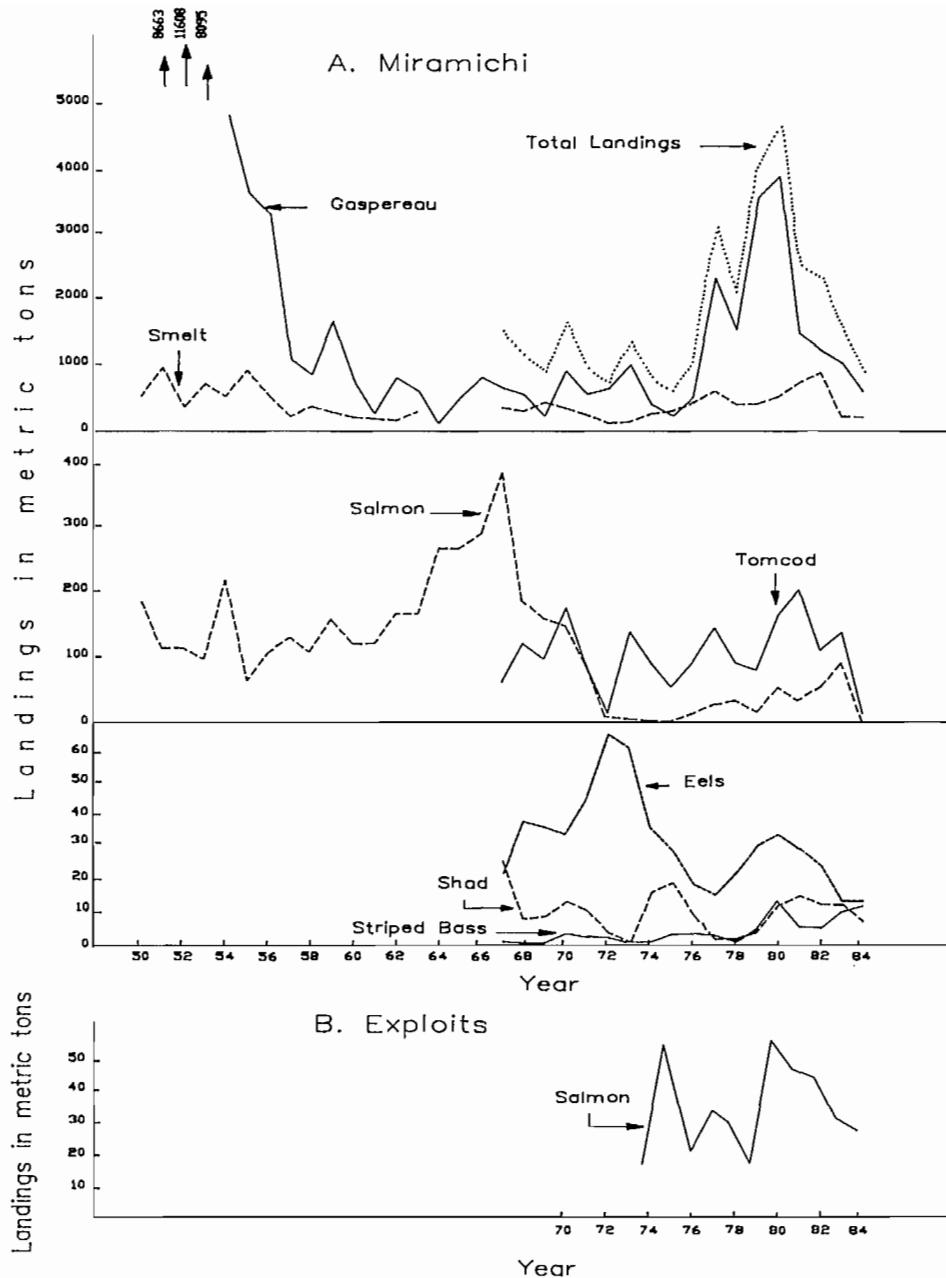 8663
11608
8095
A. Miramichi
5000
4000
3000
2000
1000
0
Total Landings
Gaspereau
Smelt
Landings in metric tons
400
300
200
100
0
Salmon
Tomcod
60
50
40
30
20
10
0
Eels
Shad
Striped Bass
50 52 54 56 58 60 62 64 66 68 70 72 74 76 78 80 82 84
Year
B. Exploits
Landings in metric tons
50
40
30
20
10
Salmon
70 72 74 76 78 80 82 84
Year